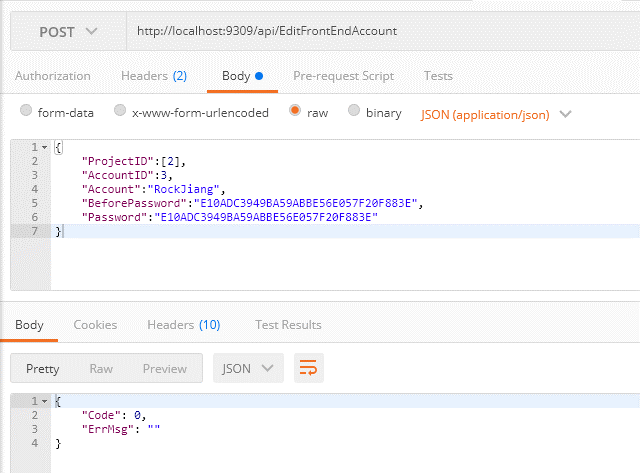 POST http://localhost:9309/api/EditFrontEndAccount
Authorization Headers (2) Body Pre-request Script Tests
form-data x-www-form-urlencoded raw binary JSON (application/json)
1 {
2 "ProjectID":[2],
3 "AccountID":3,
4 "Account":"RockJiang",
5 "BeforePassword":"E10ADC3949BA59ABBE56E057F20F883E",
6 "Password":"E10ADC3949BA59ABBE56E057F20F883E"
7 }
Body Cookies Headers (10) Test Results
Pretty Raw Preview JSON
1 {
2 "Code": 0,
3 "ErrMsg": ""
4 }